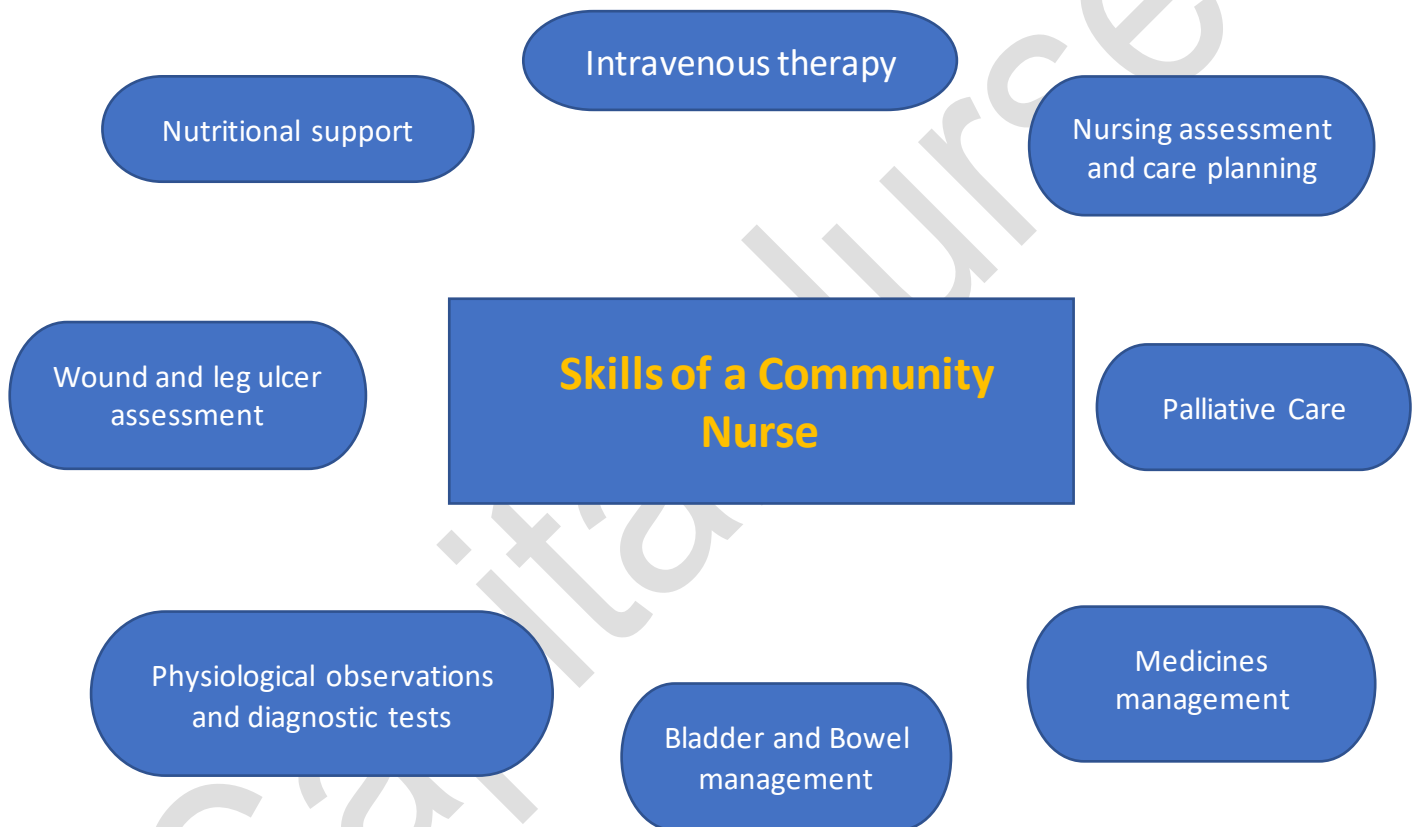 Intravenous therapy
Nutritional support
Nursing assessment
and care planning
Skills of a Community
Nurse
Wound and leg ulcer
assessment
Palliative Care
Physiological observations
and diagnostic tests
Medicines
management
Bladder and Bowel
management